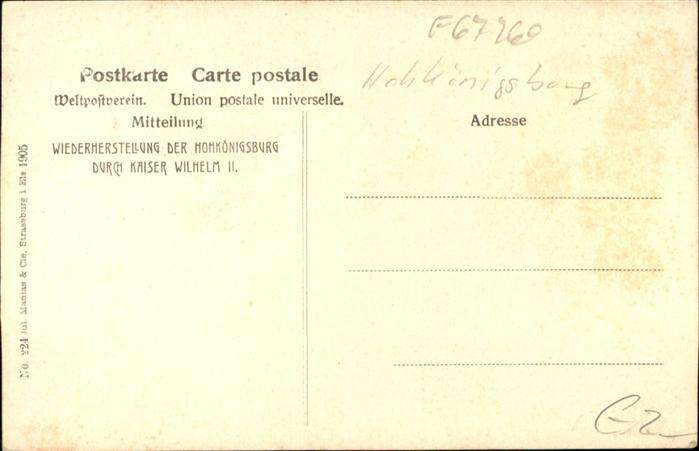 F67760
Hohkönigsburg
Postkarte Carte postale
Weltpostverein. Union postale universelle.
Mitteilung
Adresse
WIEDERHERSTELLUNG DER HOHKÖNIGSBURG
DURCH KAISER WILHELM II.
No. 224 Jul. Manias & Cie, Strassburg i Els 1905